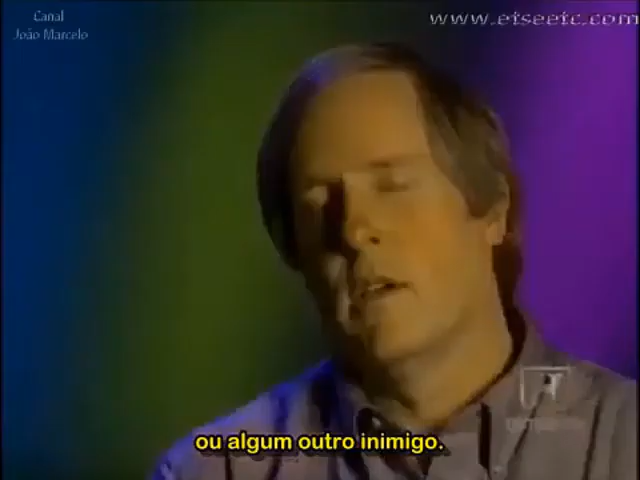 Canal
João Marcelo
www.etseetc.com
ou algum outro inimigo.